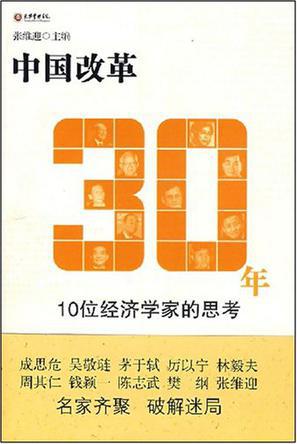 张维迎○主编
中国改革
30年
10位经济学家的思考
成思危 吴敬琏 茅于轼 厉以宁 林毅夫
周其仁 钱颖一 陈志武 樊纲 张维迎
名家齐聚 破解迷局